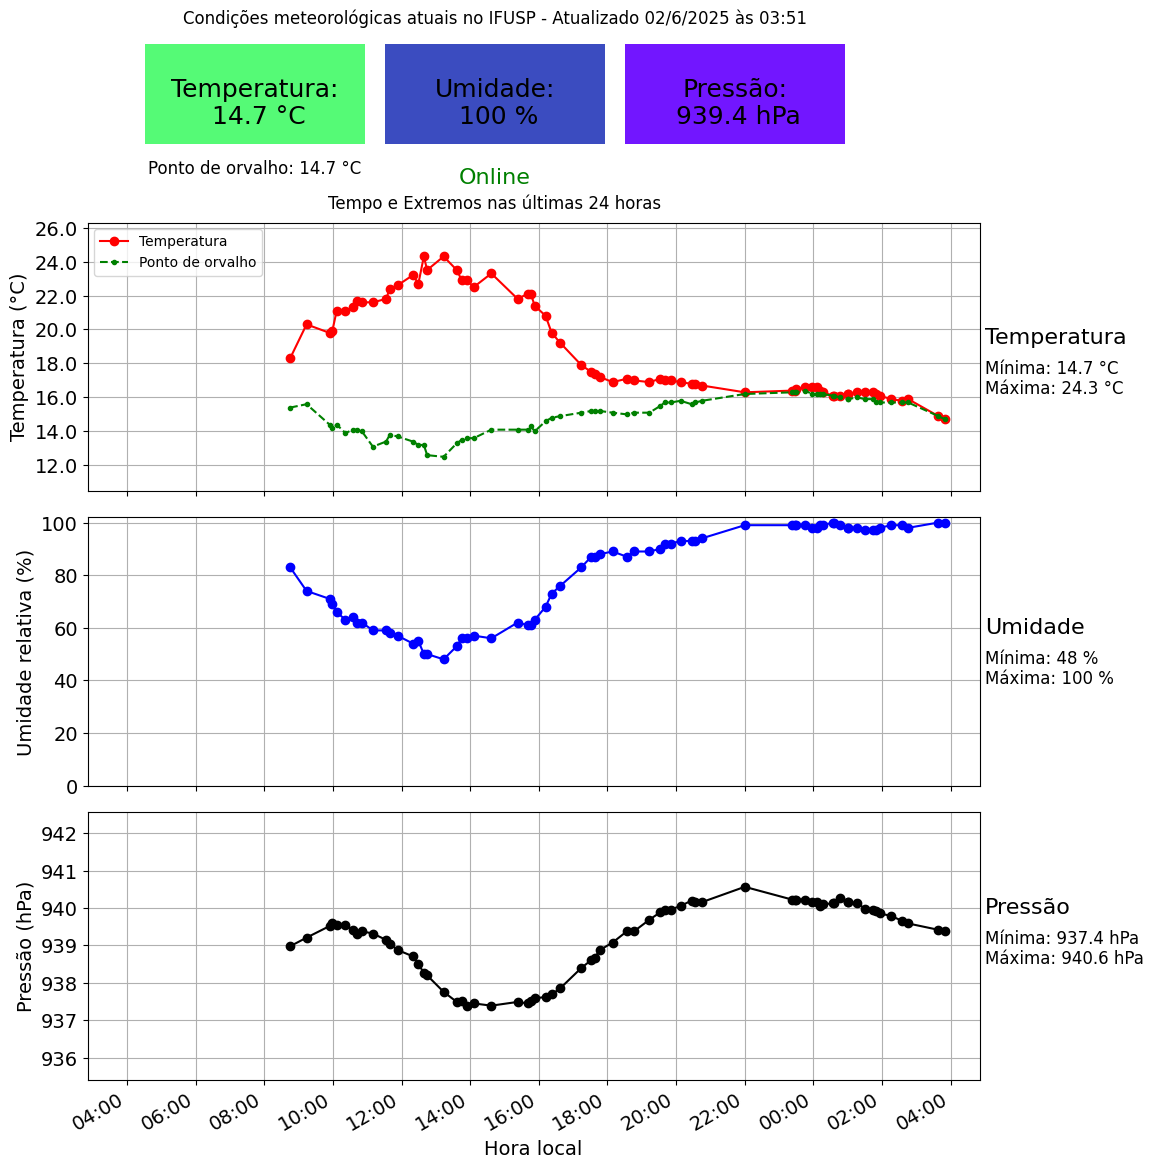 Condições meteorológicas atuais no IFUSP - Atualizado 02/6/2025 às 03:51
Temperatura:
14.7 °C
Umidade:
100 %
Pressão:
939.4 hPa
Ponto de orvalho: 14.7 °C
Online
Tempo e Extremos nas últimas 24 horas
Temperatura (°C)
26.0
24.0
22.0
20.0
18.0
16.0
14.0
12.0
Temperatura
Ponto de orvalho
Temperatura
Mínima: 14.7 °C
Máxima: 24.3 °C
Umidade relativa (%)
100
80
60
40
20
0
Umidade
Mínima: 48 %
Máxima: 100 %
Pressão (hPa)
942
941
940
939
938
937
936
Pressão
Mínima: 937.4 hPa
Máxima: 940.6 hPa
04:00 06:00 08:00 10:00 12:00 14:00 16:00 18:00 20:00 22:00 00:00 02:00 04:00
Hora local